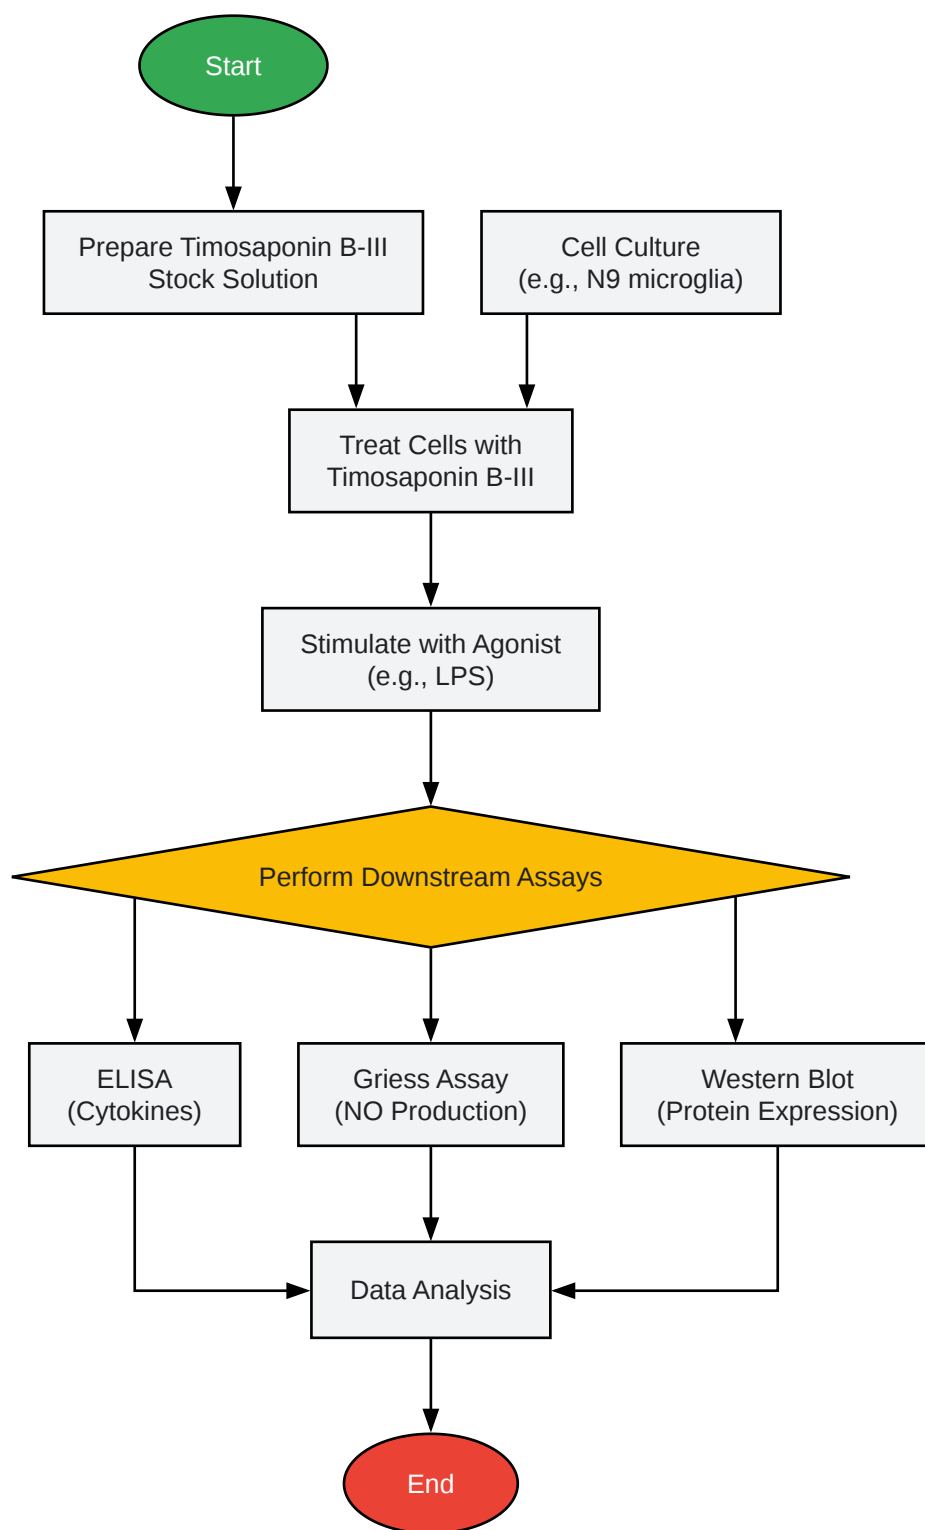 Start
Prepare Timosaponin B-III
Stock Solution
Cell Culture
(e.g., N9 microglia)
Treat Cells with
Timosaponin B-III
Stimulate with Agonist
(e.g., LPS)
Perform Downstream Assays
ELISA
(Cytokines)
Griess Assay
(NO Production)
Western Blot
(Protein Expression)
Data Analysis
End